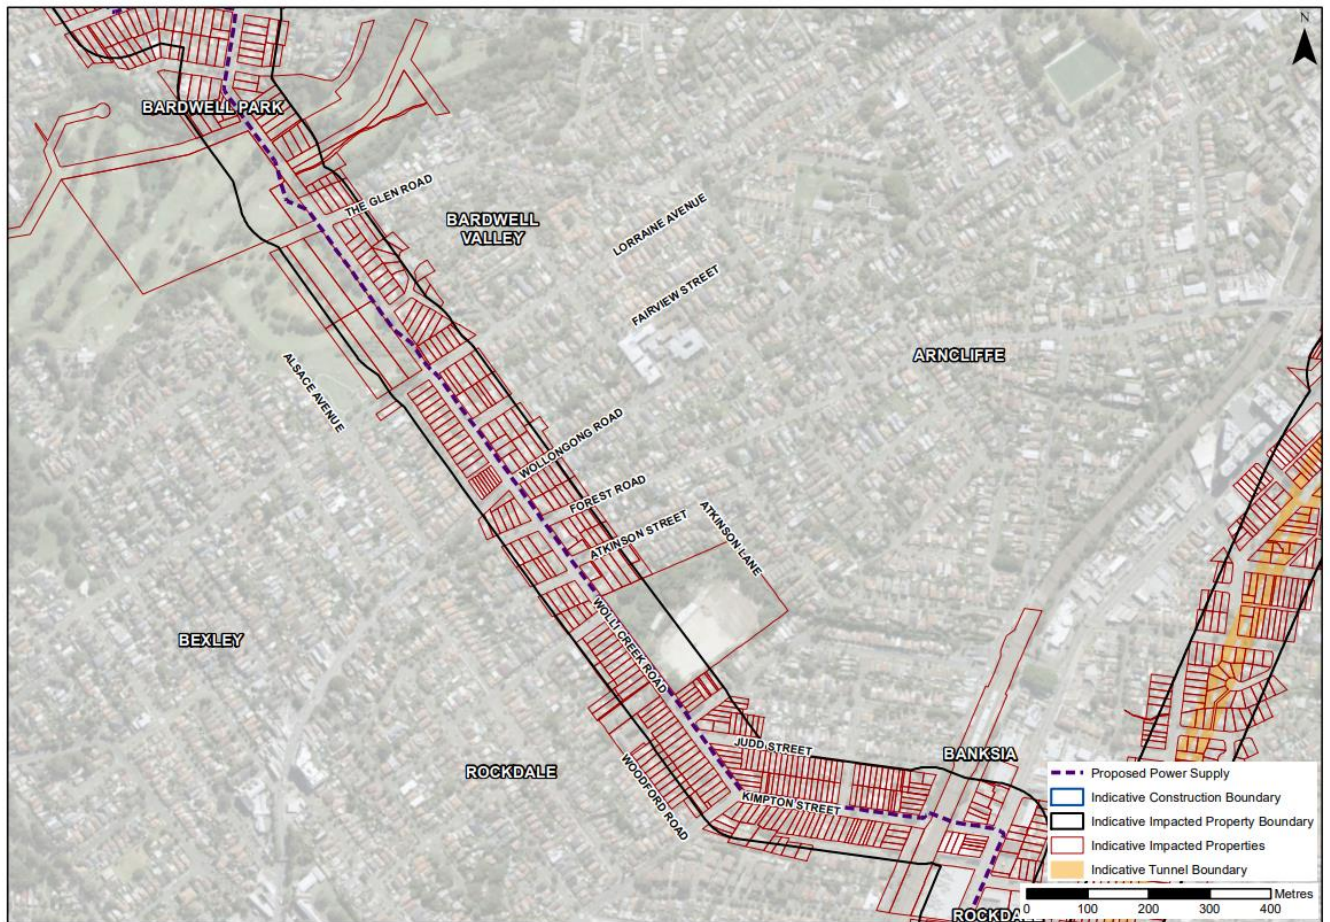 N
BARDWELL PARK
THE GLEN ROAD
BARDWELL
VALLEY
LORRAINE AVENUE
FAIRVIEW STREET
ARNCLIFFE
ALSACE AVENUE
WOLLONGONG ROAD
FOREST ROAD
ATKINSON STREET
ATKINSON LANE
WOLLI CREEK ROAD
BEXLEY
ROCKDALE
WOODFORD ROAD
JUDD STREET
BANKSIA
KIMPTON STREET
Proposed Power Supply
Indicative Construction Boundary
Indicative Impacted Property Boundary
Indicative Impacted Properties
Indicative Tunnel Boundary
Metres
0 100 200 300 400
ROCKDALE